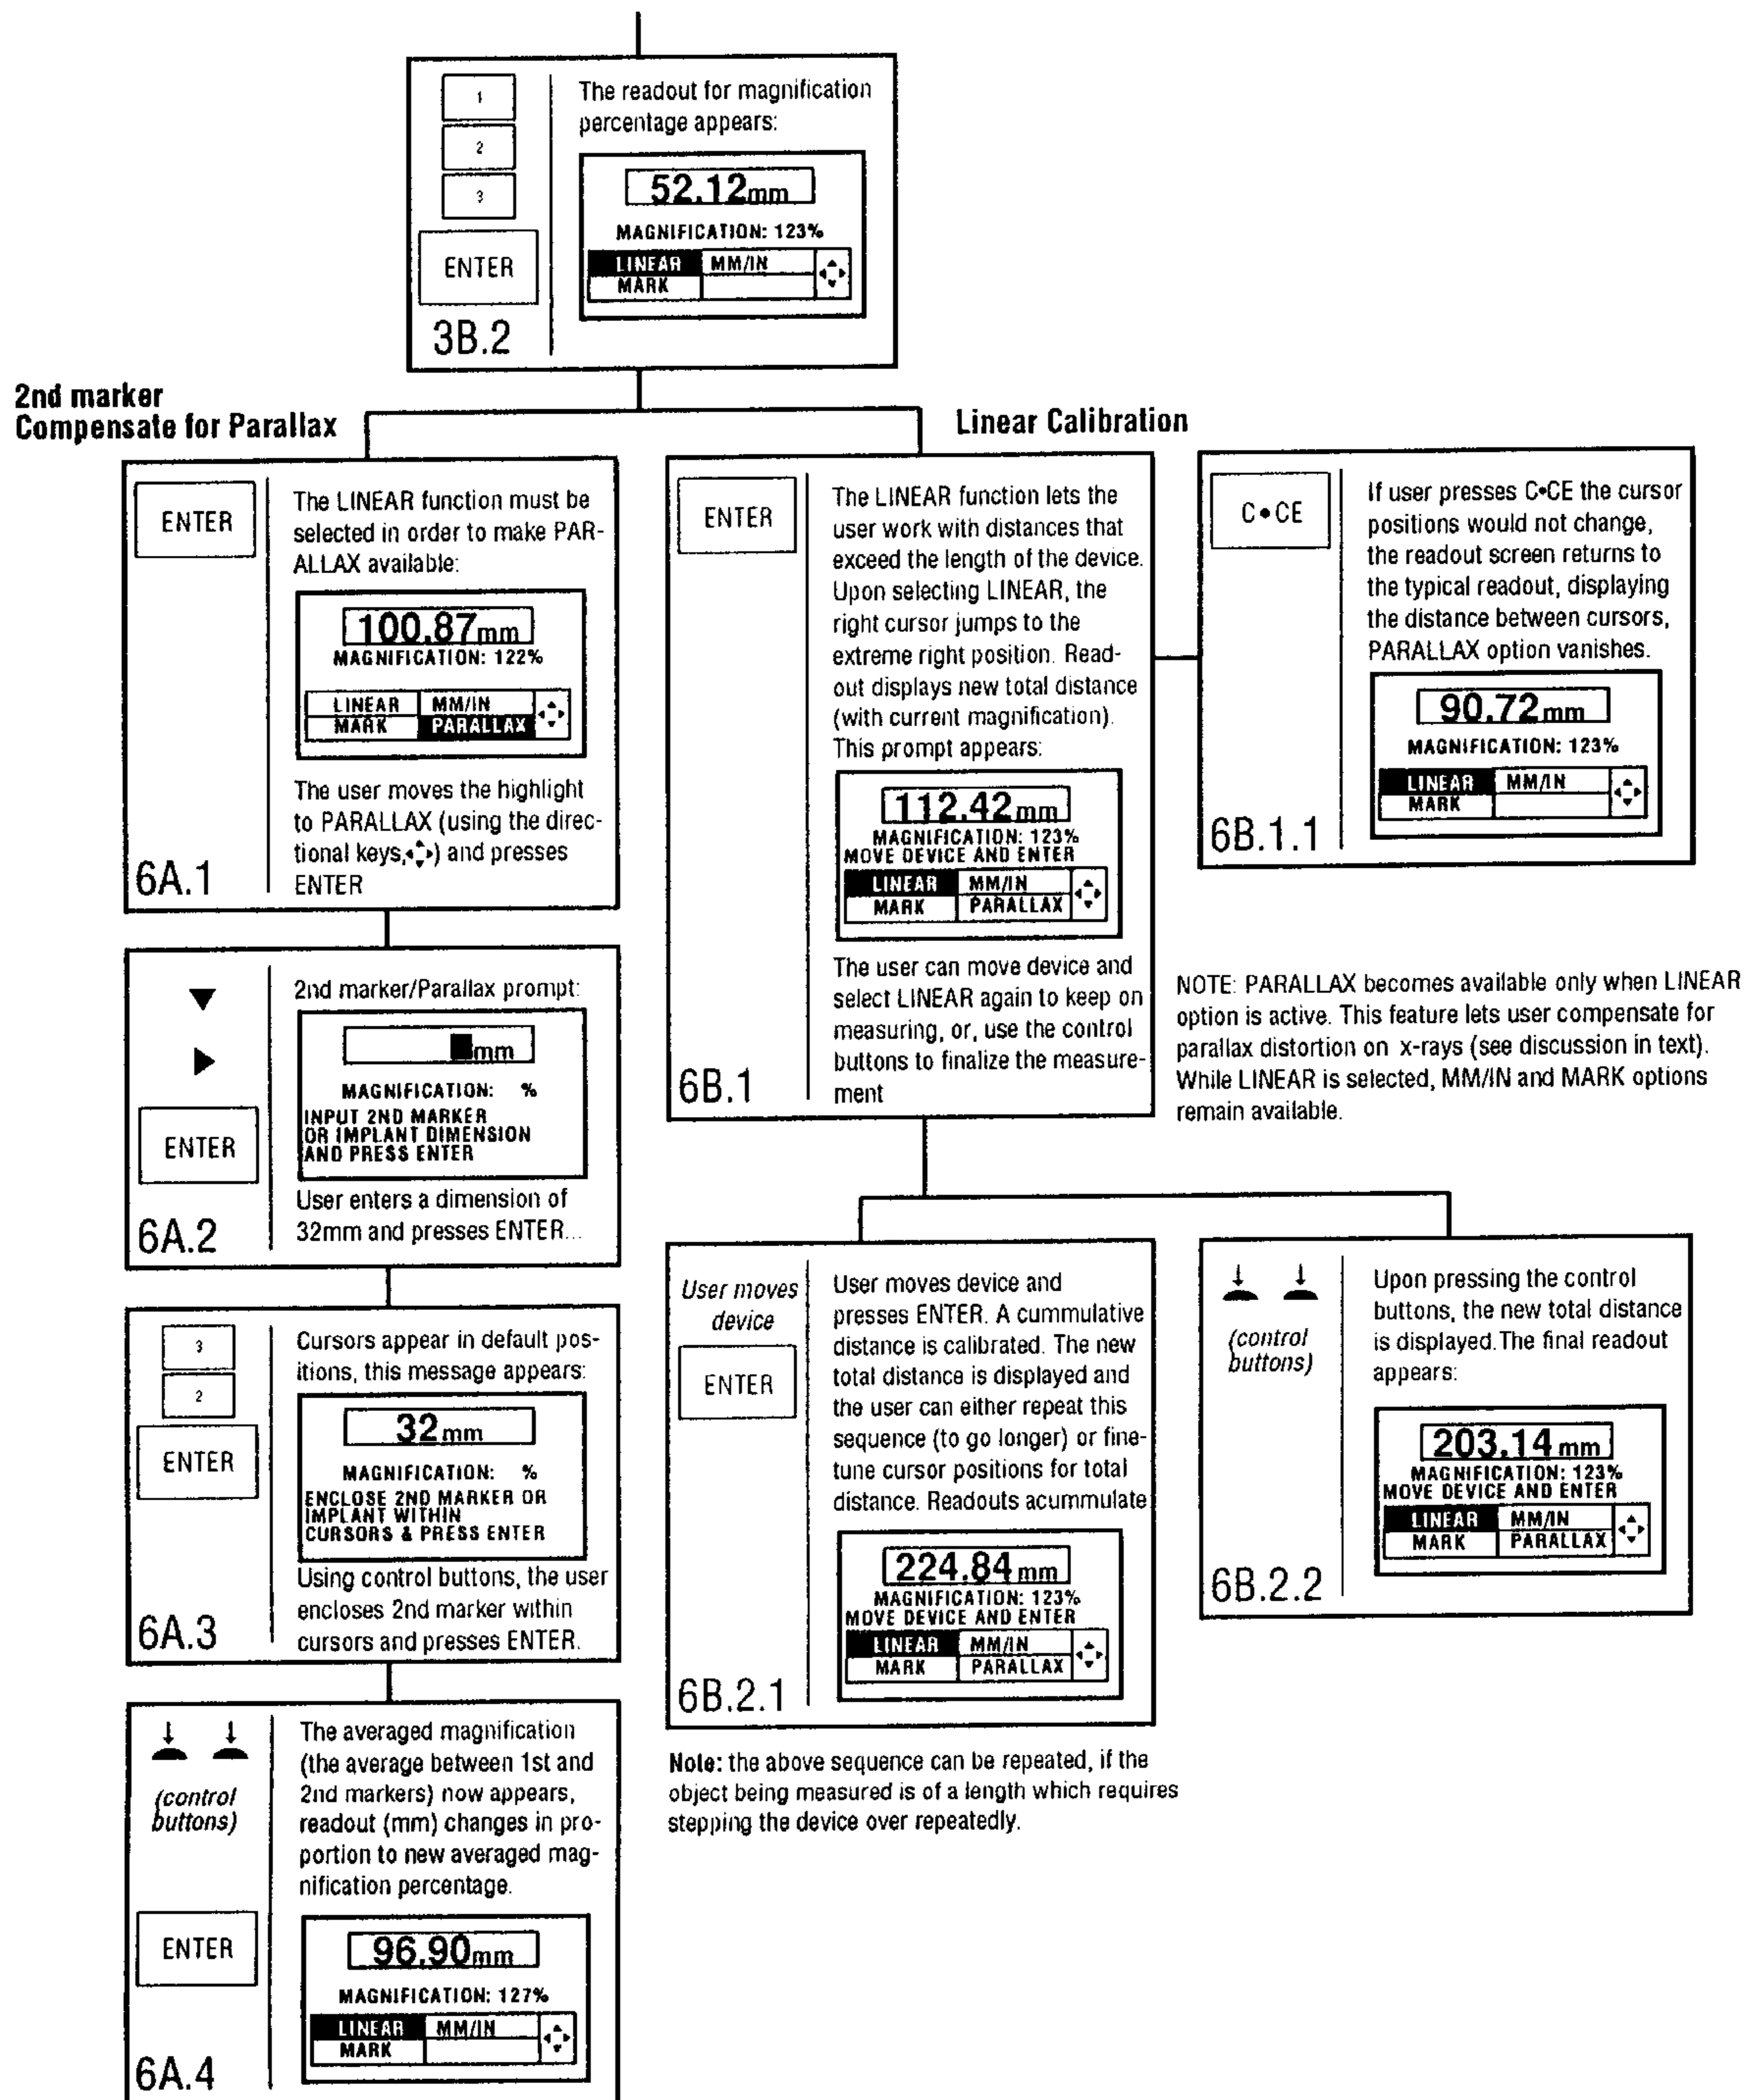 1
2
3
ENTER
3B.2
The readout for magnification
percentage appears:
52.12mm
MAGNIFICATION: 123%
LINEAR MM/IN
MARK
2nd marker
Compensate for Parallax
Linear Calibration
ENTER
6A.1
The LINEAR function must be
selected in order to make PAR-
ALLAX available:
100.87mm
MAGNIFICATION: 122%
LINEAR MM/IN
MARK PARALLAX
The user moves the highlight
to PARALLAX (using the direc-
tional keys, ) and presses
ENTER
ENTER
6B.1
The LINEAR function lets the
user work with distances that
exceed the length of the device.
Upon selecting LINEAR, the
right cursor jumps to the
extreme right position. Read-
out displays new total distance
(with current magnification).
This prompt appears:
112.42mm
MAGNIFICATION: 123%
MOVE DEVICE AND ENTER
LINEAR MM/IN
MARK PARALLAX
The user can move device and
select LINEAR again to keep on
measuring, or, use the control
buttons to finalize the measure-
ment
C•CE
6B.1.1
If user presses C•CE the cursor
positions would not change,
the readout screen returns to
the typical readout, displaying
the distance between cursors,
PARALLAX option vanishes.
90.72mm
MAGNIFICATION: 123%
LINEAR MM/IN
MARK
NOTE: PARALLAX becomes available only when LINEAR
option is active. This feature lets user compensate for
parallax distortion on x-rays (see discussion in text).
While LINEAR is selected, MM/IN and MARK options
remain available.
ENTER
6A.2
2nd marker/Parallax prompt:
mm
MAGNIFICATION: %
INPUT 2ND MARKER
OR IMPLANT DIMENSION
AND PRESS ENTER
User enters a dimension of
32mm and presses ENTER...
3
2
ENTER
6A.3
Cursors appear in default pos-
itions, this message appears:
32mm
MAGNIFICATION: %
ENCLOSE 2ND MARKER OR
IMPLANT WITHIN
CURSORS & PRESS ENTER
Using control buttons, the user
encloses 2nd marker within
cursors and presses ENTER.
(control
buttons)
ENTER
6A.4
The averaged magnification
(the average between 1st and
2nd markers) now appears,
readout (mm) changes in pro-
portion to new averaged mag-
nification percentage.
96.90mm
MAGNIFICATION: 127%
LINEAR MM/IN
MARK
User moves
device
ENTER
6B.2.1
User moves device and
presses ENTER. A cummulative
distance is calibrated. The new
total distance is displayed and
the user can either repeat this
sequence (to go longer) or fine-
tune cursor positions for total
distance. Readouts acummulate
224.84mm
MAGNIFICATION: 123%
MOVE DEVICE AND ENTER
LINEAR MM/IN
MARK PARALLAX
Note: the above sequence can be repeated, if the
object being measured is of a length which requires
stepping the device over repeatedly.
(control
buttons)
6B.2.2
Upon pressing the control
buttons, the new total distance
is displayed. The final readout
appears:
203.14mm
MAGNIFICATION: 123%
MOVE DEVICE AND ENTER
LINEAR MM/IN
MARK PARALLAX